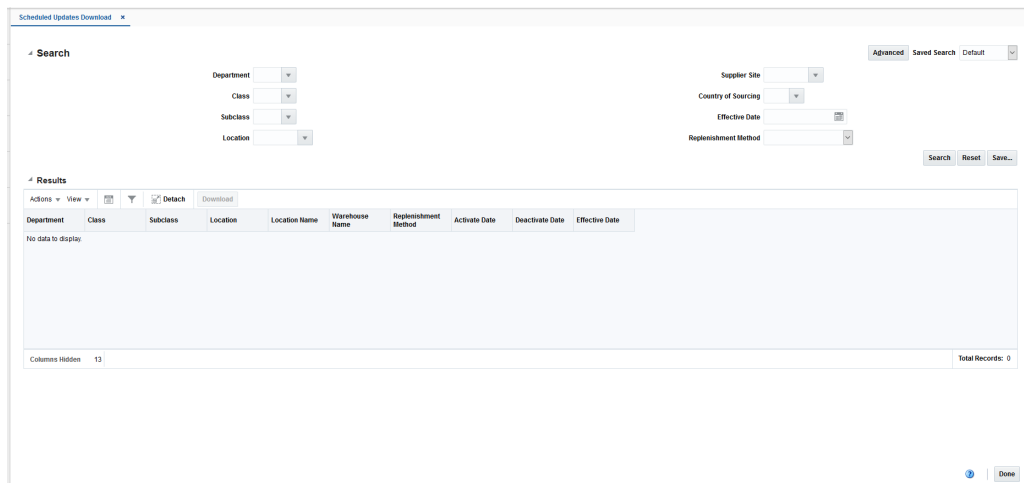 Scheduled Updates Download ×
Search
Advanced Saved Search Default
Department Supplier Site
Class Country of Sourcing
Subclass Effective Date
Location Replenishment Method
Search Reset Save...
Results
Actions View Detach Download
Department Class Subclass Location Location Name Warehouse Name Replenishment Method Activate Date Deactivate Date Effective Date
No data to display.
Columns Hidden 13 Total Records: 0
? Done